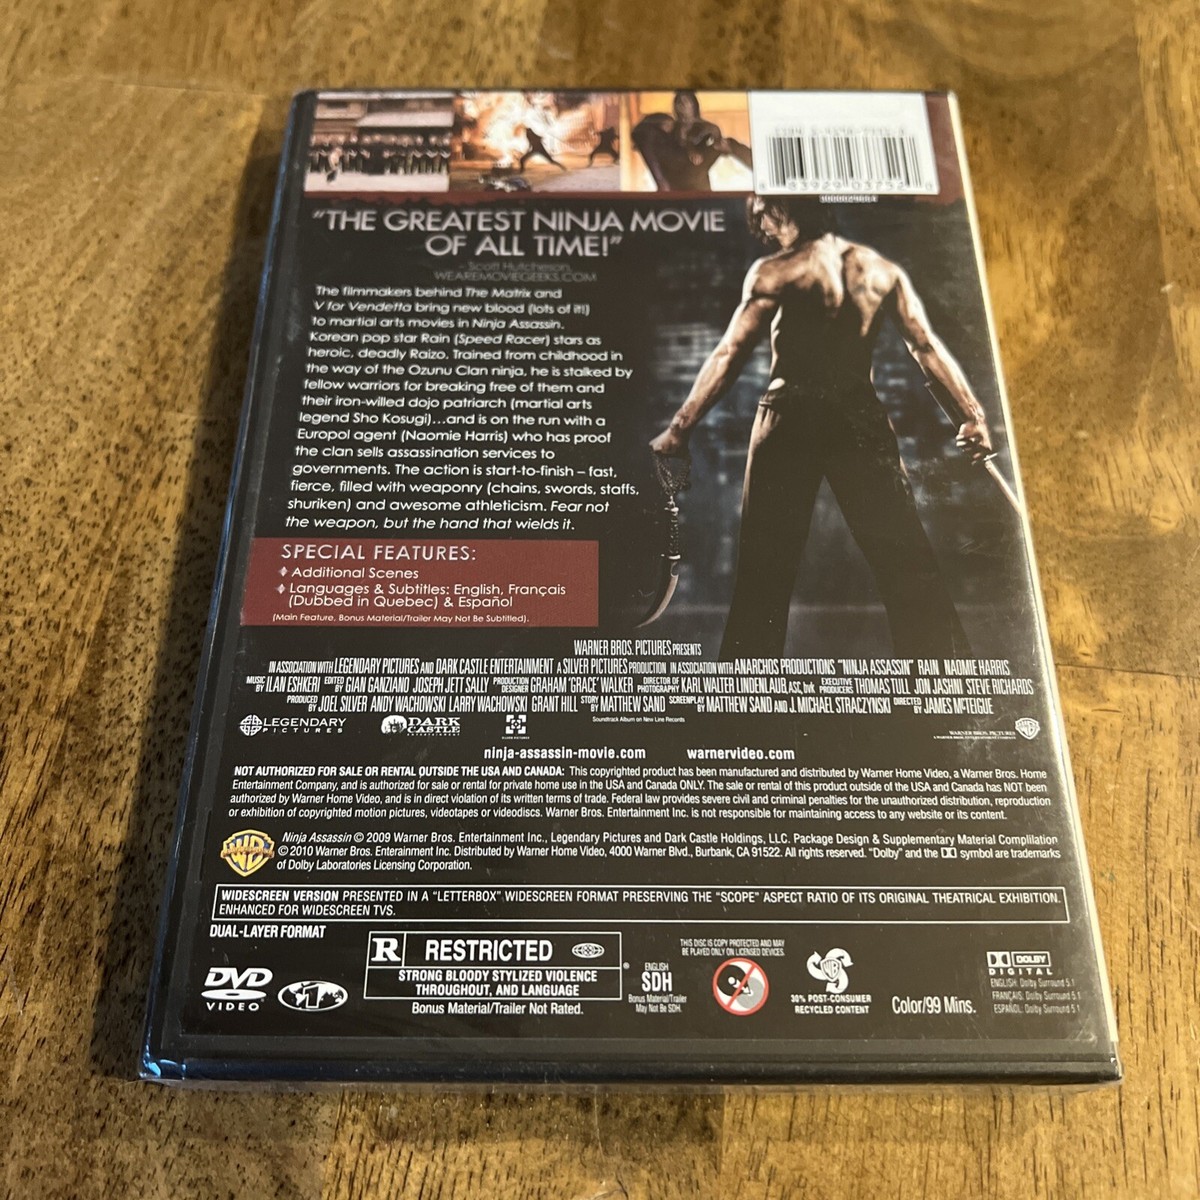 8 83929 03752 8
"THE GREATEST NINJA MOVIE
OF ALL TIME!"
– Scott Hutcheson,
WEAREMOVIEGEEKS.COM
The filmmakers behind The Matrix and
V for Vendetta bring new blood (lots of it!)
to martial arts movies in Ninja Assassin.
Korean pop star Rain (Speed Racer) stars as
heroic, deadly Raizo. Trained from childhood in
the way of the Ozunu Clan ninja, he is stalked by
fellow warriors for breaking free of them and
their iron-willed dojo patriarch (martial arts
legend Sho Kosugi)...and is on the run with a
Europol agent (Naomie Harris) who has proof
the clan sells assassination services to
governments. The action is start-to-finish – fast,
fierce, filled with weaponry (chains, swords, staffs,
shuriken) and awesome athleticism. Fear not
the weapon, but the hand that wields it.
SPECIAL FEATURES:
Additional Scenes
Languages & Subtitles: English, Français
(Dubbed in Quebec) & Español
(Main Feature, Bonus Material/Trailer May Not Be Subtitled).
WARNER BROS. PICTURES PRESENTS
IN ASSOCIATION WITH LEGENDARY PICTURES AND DARK CASTLE ENTERTAINMENT A SILVER PICTURES PRODUCTION IN ASSOCIATION WITH ANARCHOS PRODUCTIONS "NINJA ASSASSIN" RAIN NAOMIE HARRIS
MUSIC BY ILAN ESHKERI EDITED BY GIAN GANZIANO JOSEPH JETT SALLY PRODUCTION DESIGNER GRAHAM 'GRACE' WALKER DIRECTOR OF PHOTOGRAPHY KARL WALTER LINDENLAUB, ASC, bvk EXECUTIVE PRODUCERS THOMAS TULL JON JASHNI STEVE RICHARDS
PRODUCED BY JOEL SILVER ANDY WACHOWSKI LARRY WACHOWSKI GRANT HILL STORY BY MATTHEW SAND SCREENPLAY BY MATTHEW SAND AND J. MICHAEL STRACZYNSKI DIRECTED BY JAMES McTEIGUE
LEGENDARY PICTURES
DARK CASTLE ENTERTAINMENT
Soundtrack Album on New Line Records
WARNER BROS. PICTURES
ninja-assassin-movie.com warnervideo.com
NOT AUTHORIZED FOR SALE OR RENTAL OUTSIDE THE USA AND CANADA: This copyrighted product has been manufactured and distributed by Warner Home Video, a Warner Bros. Home
Entertainment Company, and is authorized for sale or rental for private home use in the USA and Canada ONLY. The sale or rental of this product outside of the USA and Canada has NOT been
authorized by Warner Home Video, and is in direct violation of its written terms of trade. Federal law provides severe civil and criminal penalties for the unauthorized distribution, reproduction
or exhibition of copyrighted motion pictures, videotapes or videodiscs. Warner Bros. Entertainment Inc. is not responsible for maintaining access to any website or its content.
Ninja Assassin © 2009 Warner Bros. Entertainment Inc., Legendary Pictures and Dark Castle Holdings, LLC. Package Design & Supplementary Material Complilation
© 2010 Warner Bros. Enterainment Inc. Distributed by Warner Home Video, 4000 Warner Blvd., Burbank, CA 91522. All rights reserved. "Dolby" and the DD symbol are trademarks
of Dolby Laboratories Licensing Corporation.
WIDESCREEN VERSION PRESENTED IN A "LETTERBOX" WIDESCREEN FORMAT PRESERVING THE "SCOPE" ASPECT RATIO OF ITS ORIGINAL THEATRICAL EXHIBITION.
ENHANCED FOR WIDESCREEN TVS.
DUAL-LAYER FORMAT
DVD
VIDEO
1
R RESTRICTED
STRONG BLOODY STYLIZED VIOLENCE
THROUGHOUT, AND LANGUAGE
Bonus Material/Trailer Not Rated.
ENGLISH
SDH
Bonus Material/Trailer
May Not Be SDH.
THIS DISC IS COPY PROTECTED AND MAY
BE PLAYED ONLY ON LICENSED DEVICES.
30% POST-CONSUMER
RECYCLED CONTENT
Color/99 Mins.
DOLBY
DIGITAL
ENGLISH: Dolby Surround 5.1
FRANÇAIS: Dolby Surround 5.1
ESPAÑOL: Dolby Surround 5.1